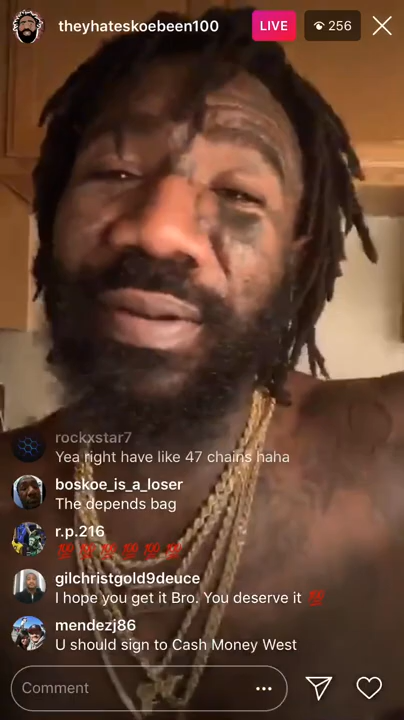 theyhateskoebeen100
LIVE
256
rockxstar7
Yea right have like 47 chains haha
boskoe_is_a_loser
The depends bag
r.p.216
💯 💯 💯 💯 💯 💯
gilchristgold9deuce
I hope you get it Bro. You deserve it 💯
mendezj86
U should sign to Cash Money West
Comment